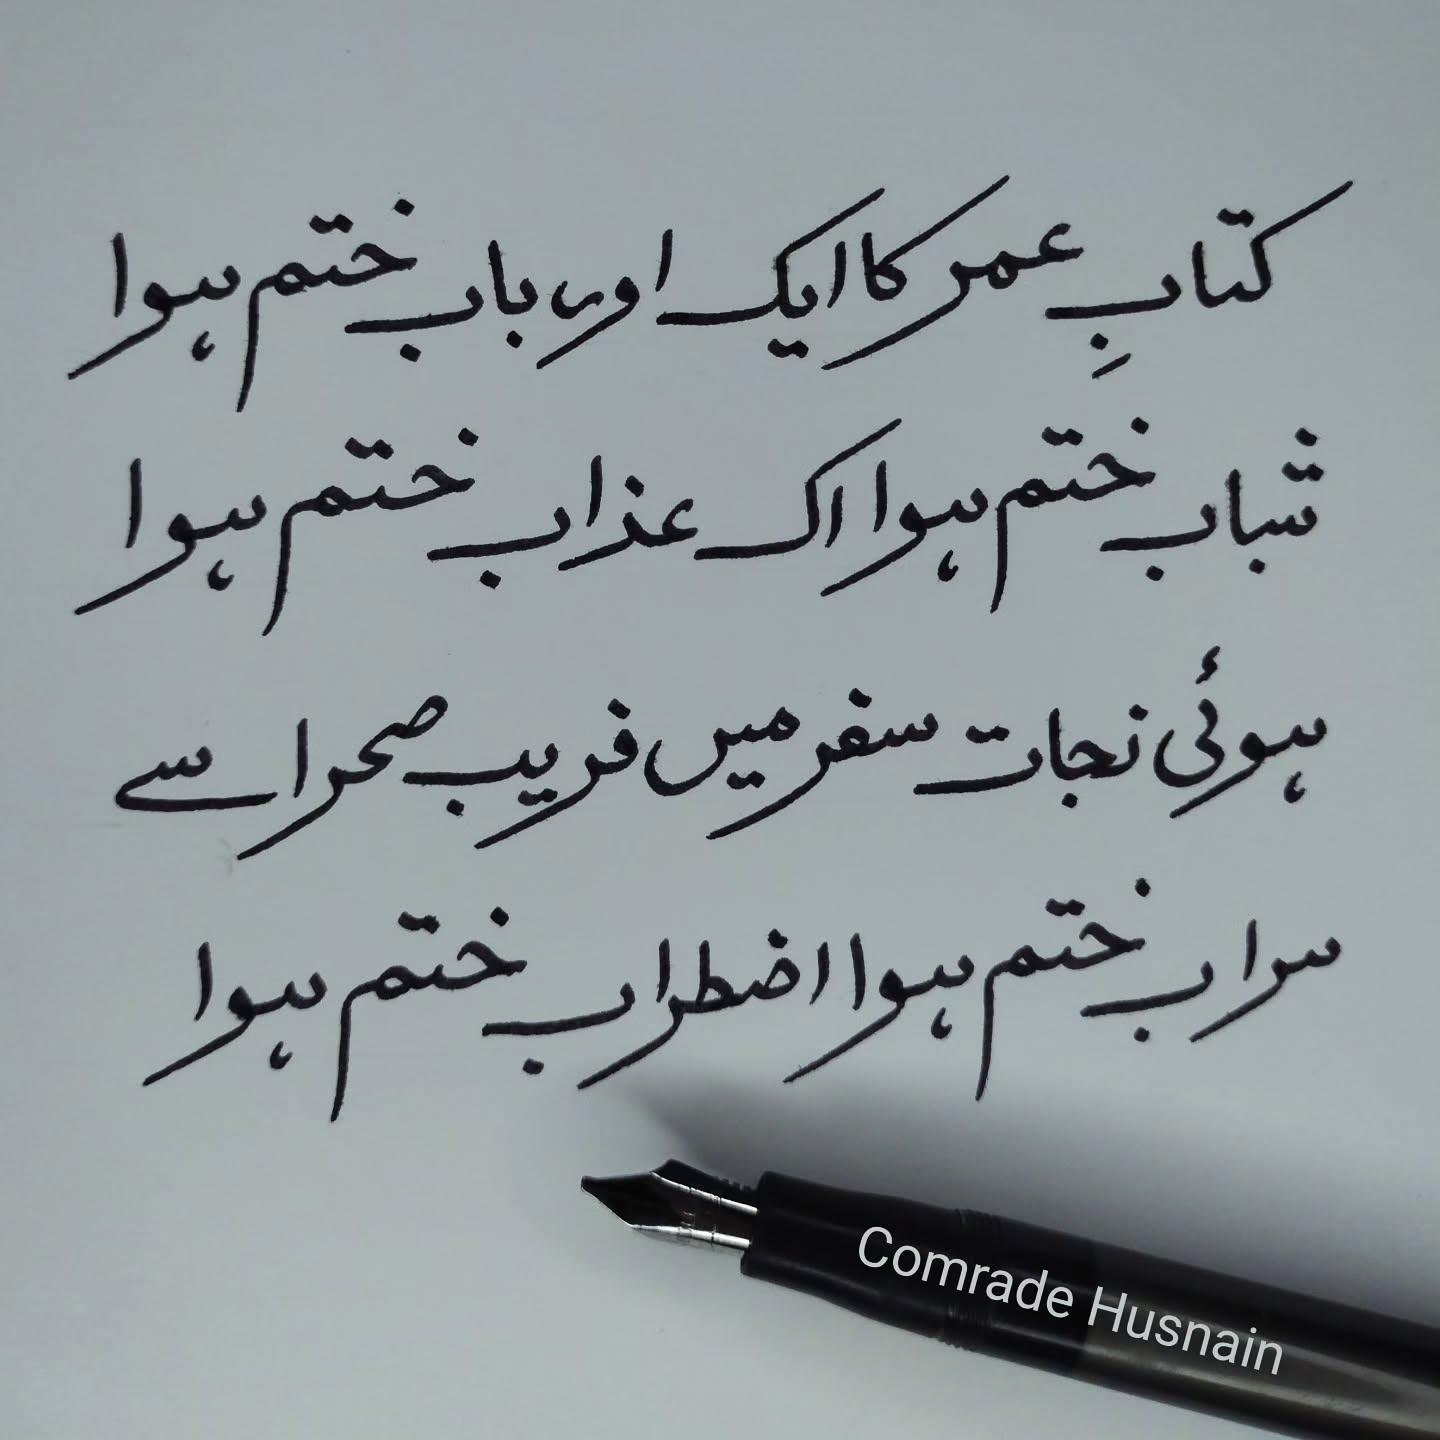 کتابِ عمر کا ایک اور باب ختم ہوا
شباب ختم ہوا اک عذاب ختم ہوا
ہوئی نجات سفر میں فریب صحرا سے
سراب ختم ہوا اضطراب ختم ہوا
Comrade Husnain